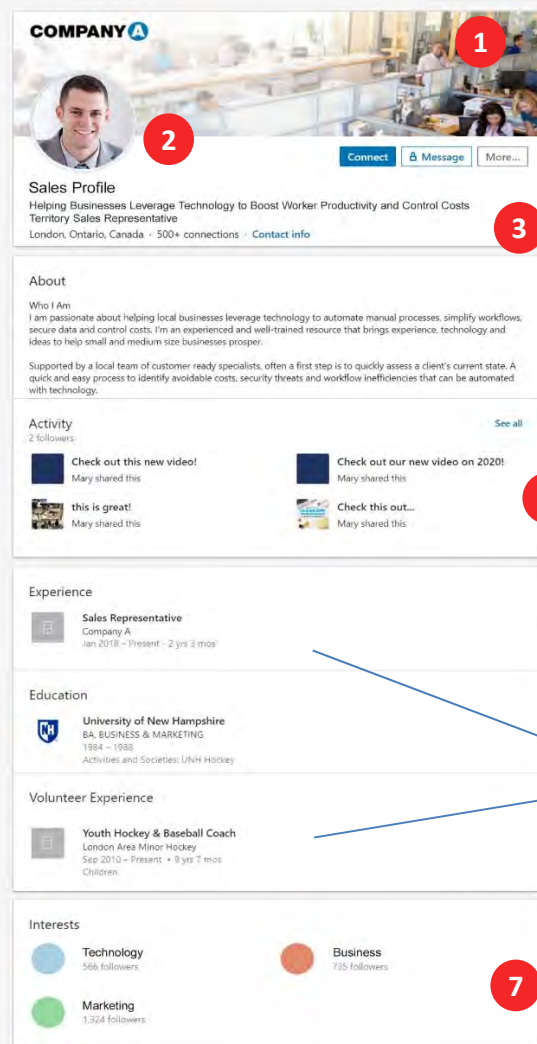 COMPANY A
1
2
Connect
Message
More...
Sales Profile
Helping Businesses Leverage Technology to Boost Worker Productivity and Control Costs
Territory Sales Representative
London, Ontario, Canada · 500+ connections · Contact info
3
About
Who I Am
I am passionate about helping local businesses leverage technology to automate manual processes, simplify workflows,
secure data and control costs. I'm an experienced and well-trained resource that brings experience, technology and
ideas to help small and medium size businesses prosper.
Supported by a local team of customer ready specialists, often a first step is to quickly assess a client's current state. A
quick and easy process to identify avoidable costs, security threats and workflow inefficiencies that can be automated
with technology.
Activity
See all
2 followers
Check out this new video!
Mary shared this
Check out our new video on 2020!
Mary shared this
this is great!
Mary shared this
Check this out...
Mary shared this
Experience
Sales Representative
Company A
Jan 2018 – Present · 2 yrs 3 mos
Education
NH
University of New Hampshire
BA, BUSINESS & MARKETING
1984 – 1988
Activities and Societies: UNH Hockey
Volunteer Experience
Youth Hockey & Baseball Coach
London Area Minor Hockey
Sep 2010 – Present • 9 yrs 7 mos
Children
Interests
Technology
566 followers
Business
735 followers
Marketing
1,324 followers
7